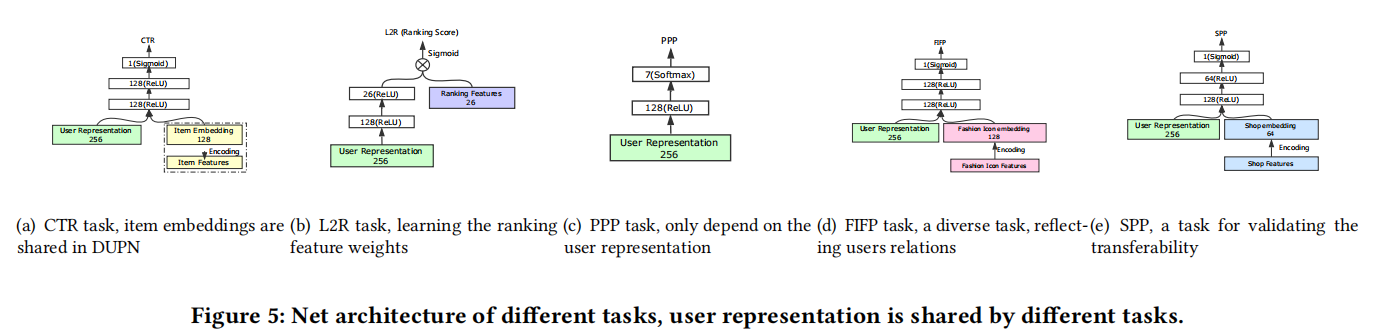 CTR
1(Sigmoid)
128(ReLU)
128(ReLU)
User Representation
256
Item Embedding
128
Encoding
Item Features
L2R (Ranking Score)
Sigmoid
26(ReLU)
Ranking Features
26
128(ReLU)
User Representation
256
PPP
7(Softmax)
128(ReLU)
User Representation
256
FIFP
1(Sigmoid)
128(ReLU)
128(ReLU)
User Representation
256
Fashion Icon embedding
128
Encoding
Fashion Icon Features
SPP
1(Sigmoid)
64(ReLU)
128(ReLU)
User Representation
256
Shop embedding
64
Encoding
Shop Features
(a) CTR task, item embeddings are
shared in DUPN
(b) L2R task, learning the ranking
feature weights
(c) PPP task, only depend on the
user representation
(d) FIFP task, a diverse task, reflect-
ing users relations
(e) SPP, a task for validating the
transferability
Figure 5: Net architecture of different tasks, user representation is shared by different tasks.